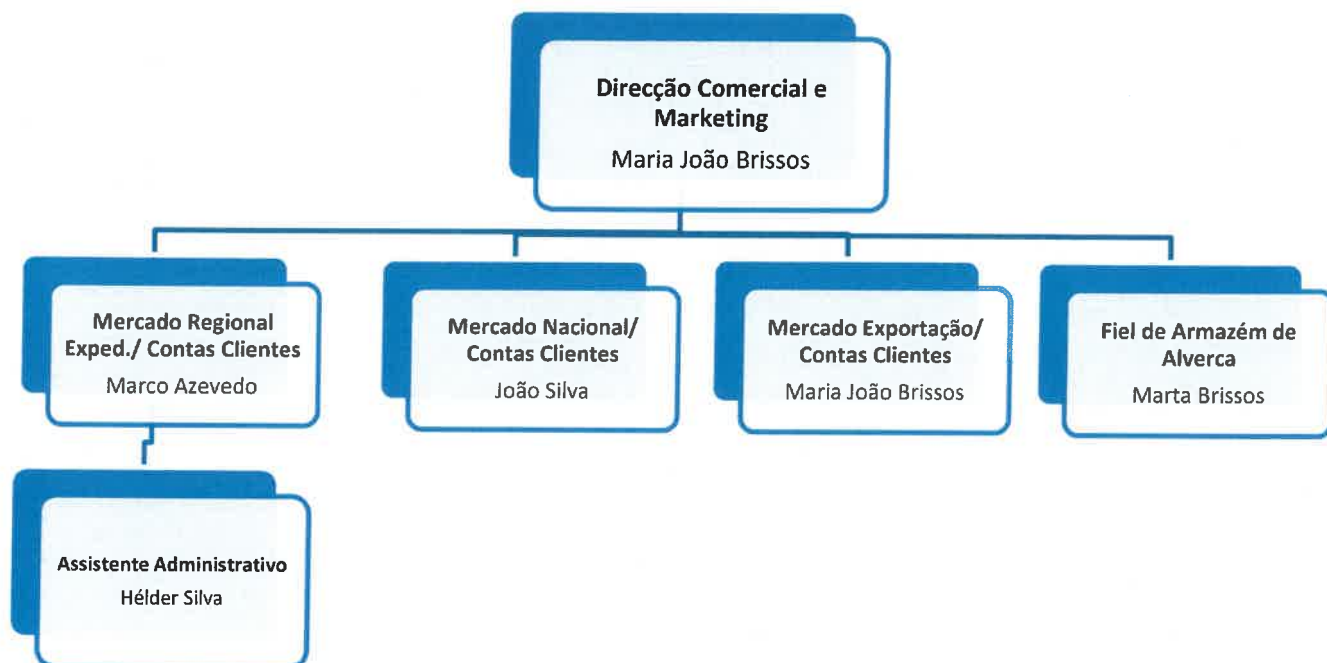 Direcção Comercial e
Marketing
Maria João Brissos
Mercado Regional
Exped./ Contas Clientes
Marco Azevedo
Mercado Nacional/
Contas Clientes
João Silva
Mercado Exportação/
Contas Clientes
Maria João Brissos
Fiel de Armazém de
Alverca
Marta Brissos
Assistente Administrativo
Hélder Silva